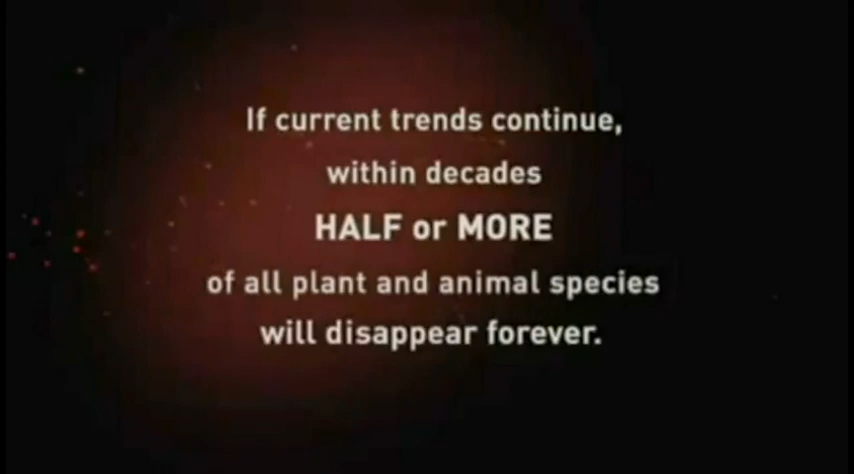 If current trends continue,
within decades
HALF or MORE
of all plant and animal species
will disappear forever.